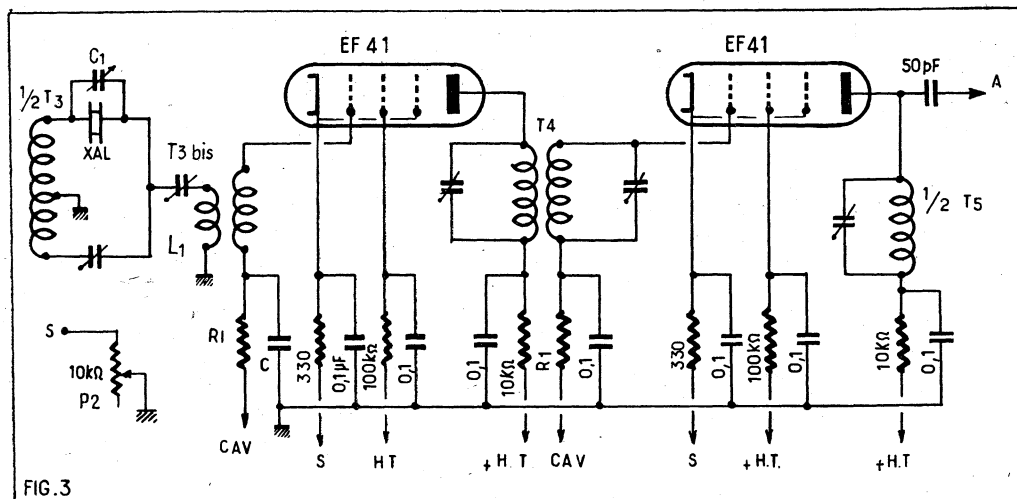 EF 41
EF41
C1
50pF
A
1/2 T3
XAL
T3 bis
T4
1/2 T5
L1
S
10kΩ
P2
R1
C
330
0,1µF
100kΩ
0,1
0,1
10kΩ
R1
0,1
330
0,1
100kΩ
0,1
10kΩ
0,1
CAV
S
HT
+ H. T
CAV
S
+H.T.
+H.T
FIG.3